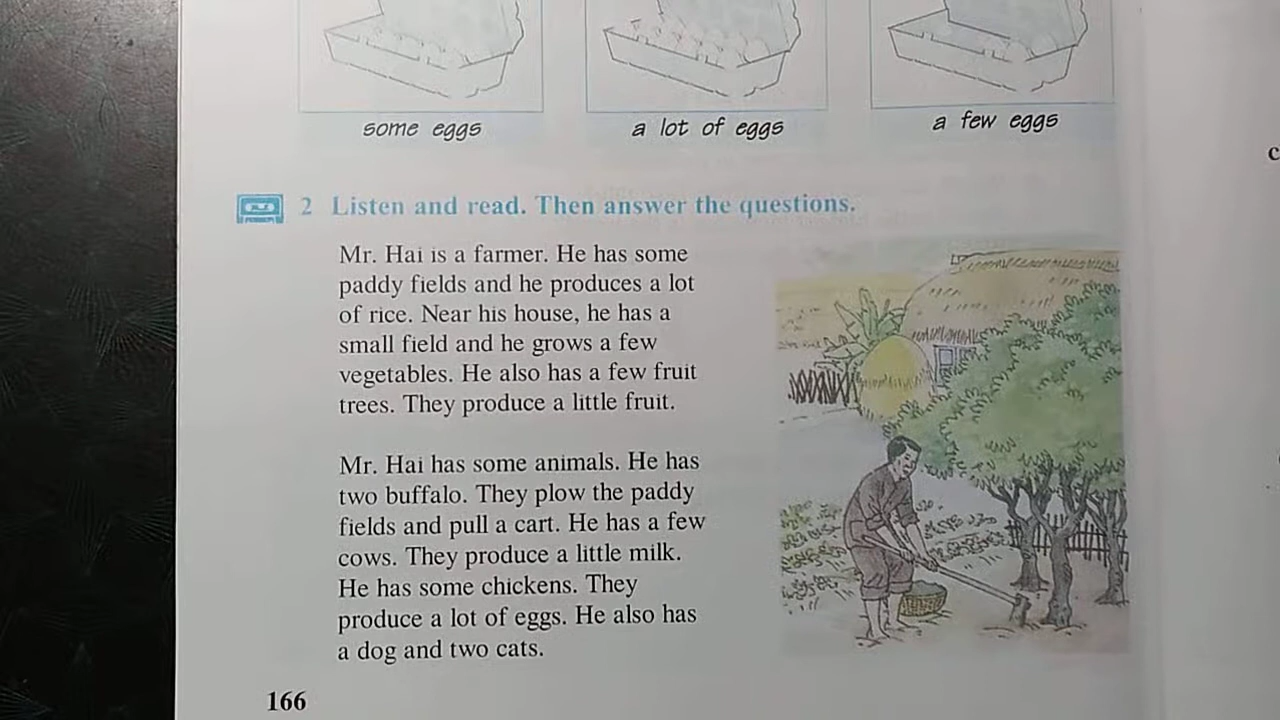 some eggs
a lot of eggs
a few eggs
2 Listen and read. Then answer the questions.
Mr. Hai is a farmer. He has some
paddy fields and he produces a lot
of rice. Near his house, he has a
small field and he grows a few
vegetables. He also has a few fruit
trees. They produce a little fruit.
Mr. Hai has some animals. He has
two buffalo. They plow the paddy
fields and pull a cart. He has a few
cows. They produce a little milk.
He has some chickens. They
produce a lot of eggs. He also has
a dog and two cats.
166